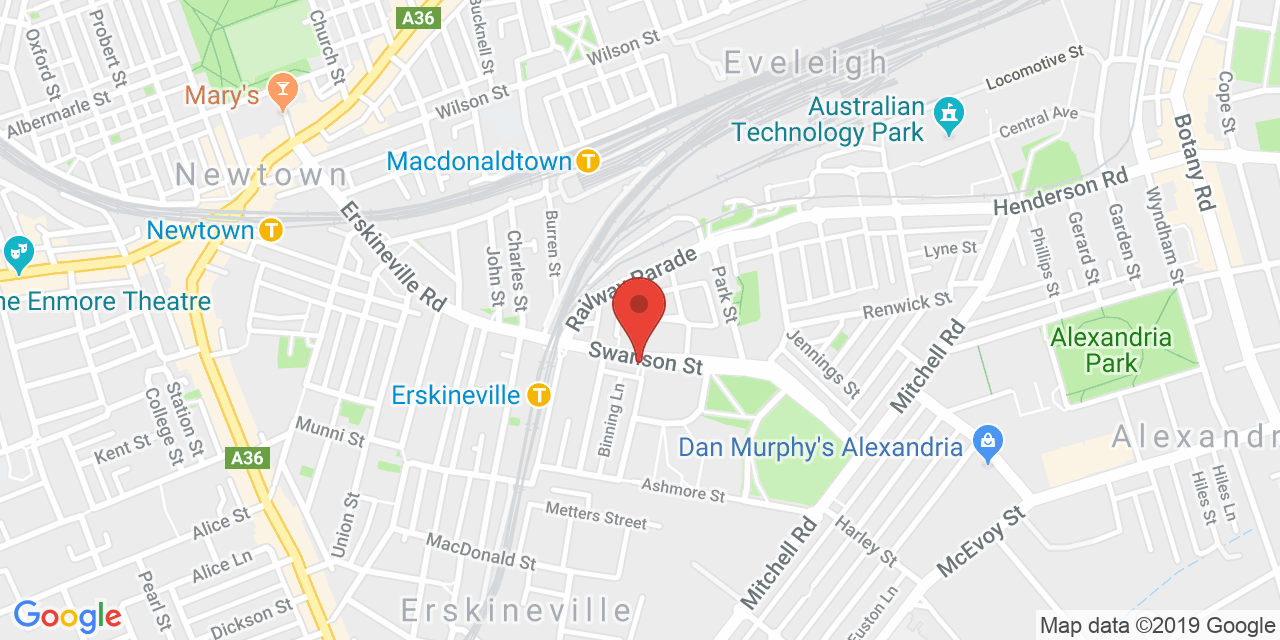 A36
Oxford St
Probert St
Church St
Bucknell St
Wilson St
Eveleigh
Locomotive St
Cope St
Mary's
Albermarle St
Wilson St
Australian
Technology Park
Central Ave
Botany Rd
Newtown
Macdonaldtown
T
Henderson Rd
Wyndham St
Newtown
T
Erskineville Rd
John St
Charles St
Burren St
Railway Parade
Park St
Lyne St
Phillips St
Gerard St
Garden St
ne Enmore Theatre
Renwick St
Alexandria
Park
Swanson St
Jennings St
Mitchell Rd
Erskineville
T
Binning Ln
Station St
College St
Kent St
Munni St
A36
Dan Murphy's Alexandria
Alexandr
Ashmore St
Hiles St
Hiles Ln
Alice St
Union St
Metters Street
Mitchell Rd
Harley St
McEvoy St
MacDonald St
Alice Ln
Pearl St
Dickson St
Erskineville
Euston Ln
Google
Map data ©2019 Google